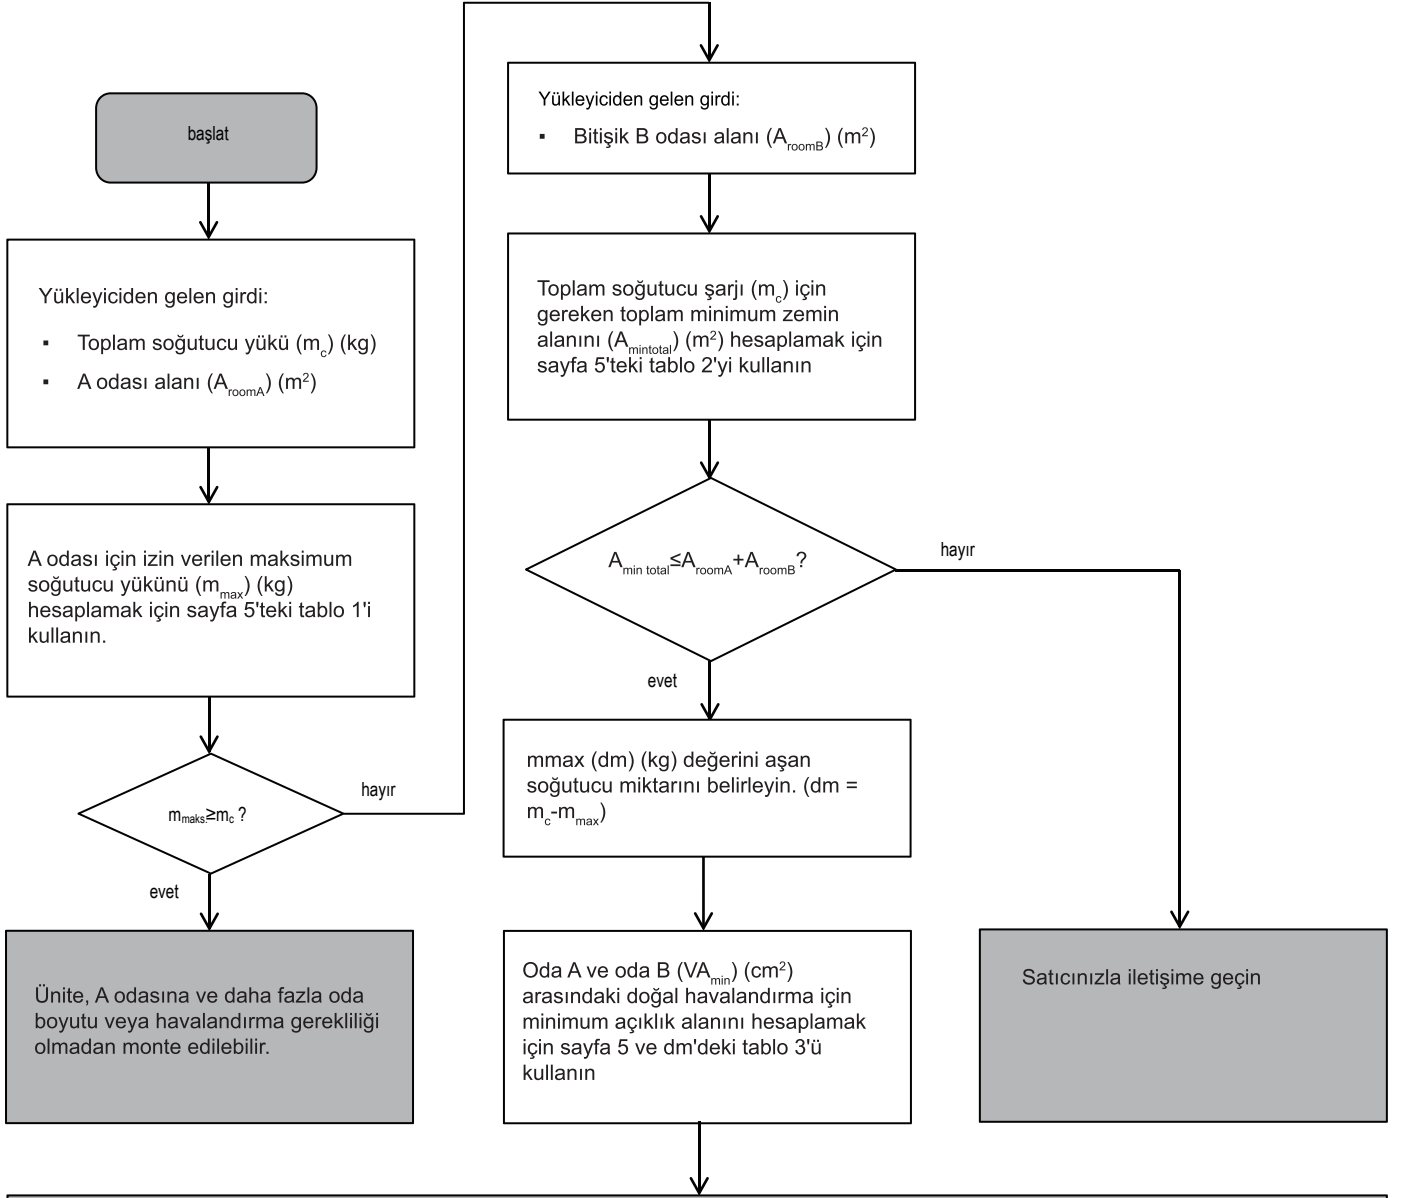 başlat
Yükleyiciden gelen girdi:
▪ Toplam soğutucu yükü (mc) (kg)
▪ A odası alanı (AroomA) (m²)
A odası için izin verilen maksimum
soğutucu yükünü (mmax) (kg)
hesaplamak için sayfa 5'teki tablo 1'i
kullanın.
mmaks.≥mc ?
hayır
evet
Ünite, A odasına ve daha fazla oda
boyutu veya havalandırma gerekliliği
olmadan monte edilebilir.
Yükleyiciden gelen girdi:
▪ Bitişik B odası alanı (AroomB) (m²)
Toplam soğutucu şarjı (mc) için
gereken toplam minimum zemin
alanını (Amintotal) (m²) hesaplamak için
sayfa 5'teki tablo 2'yi kullanın
Amin total≤AroomA+AroomB?
hayır
evet
mmax (dm) (kg) değerini aşan
soğutucu miktarını belirleyin. (dm =
mc-mmax)
Oda A ve oda B (VAmin) (cm²)
arasındaki doğal havalandırma için
minimum açıklık alanını hesaplamak
için sayfa 5 ve dm'deki tablo 3'ü
kullanın
Satıcınızla iletişime geçin